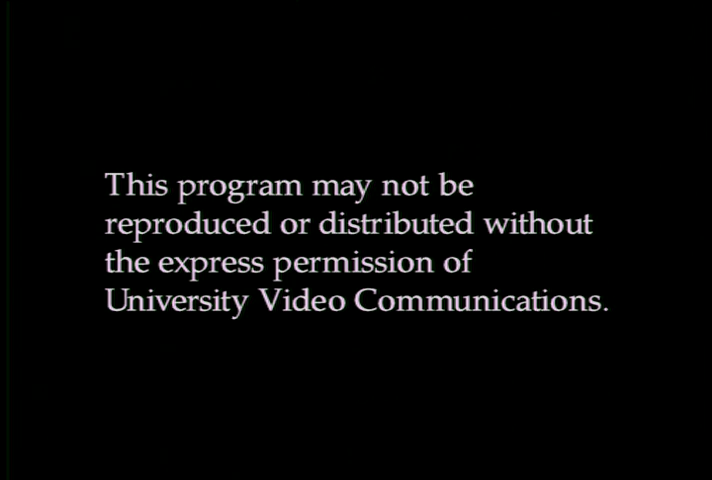 This program may not be
reproduced or distributed without
the express permission of
University Video Communications.